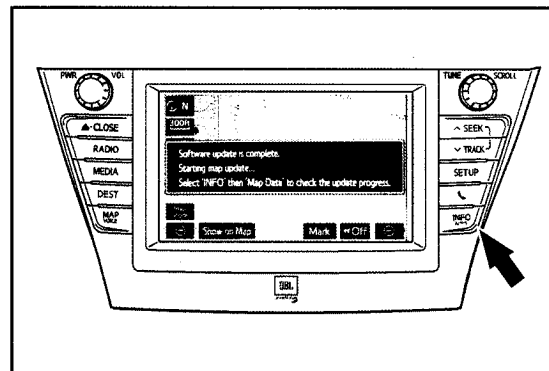 PWR VOL
TUNE SCROLL
▲·CLOSE
RADIO
MEDIA
DEST
MAP
VOICE
N
300ft
Software update is complete.
Starting map update...
Select 'INFO' then 'Map Data' to check the update progress.
Show on Map
Mark
Off
SEEK
TRACK
SETUP
INFO
JBL